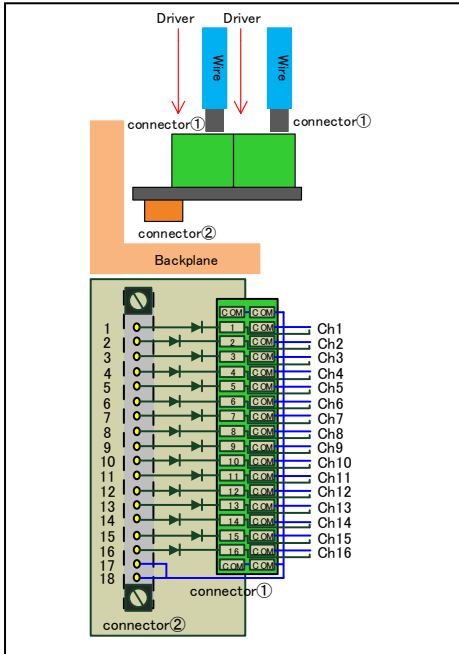 Driver Driver
Wire Wire
connector① connector①
connector②
Backplane
COM COM
1 1 COM Ch1
2 2 COM Ch2
3 3 COM Ch3
4 4 COM Ch4
5 5 COM Ch5
6 6 COM Ch6
7 7 COM Ch7
8 8 COM Ch8
9 9 COM Ch9
10 10 COM Ch10
11 11 COM Ch11
12 12 COM Ch12
13 13 COM Ch13
14 14 COM Ch14
15 15 COM Ch15
16 16 COM Ch16
17 COM COM
18
connector①
connector②